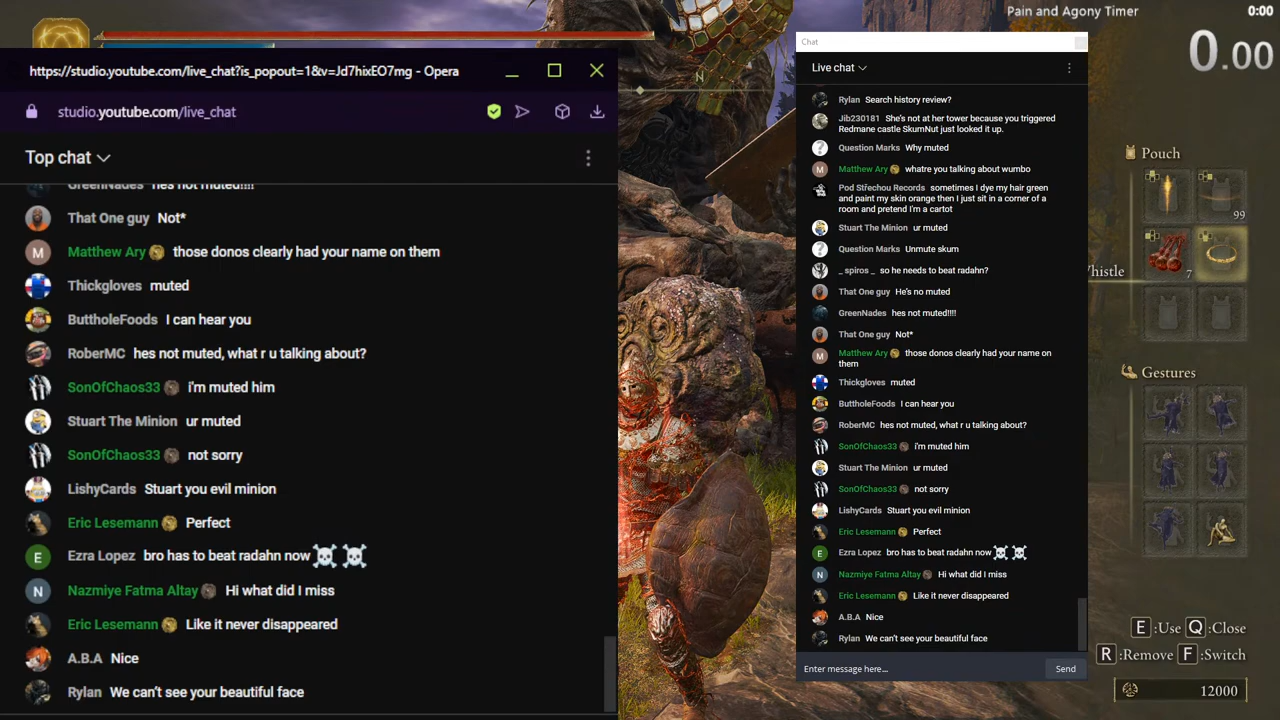 Pain and Agony Timer
0:00
0.00
https://studio.youtube.com/live_chat?is_popout=1&v=Jd7hixEO7mg - Opera
studio.youtube.com/live_chat
Top chat
GreenNades hes not muted!!!!
That One guy Not*
Matthew Ary those donos clearly had your name on them
Thickgloves muted
ButtholeFoods I can hear you
RoberMC hes not muted, what r u talking about?
SonOfChaos33 i'm muted him
Stuart The Minion ur muted
SonOfChaos33 not sorry
LishyCards Stuart you evil minion
Eric Lesemann Perfect
E Ezra Lopez bro has to beat radahn now ☠️ ☠️
N Nazmiye Fatma Altay Hi what did I miss
Eric Lesemann Like it never disappeared
A.B.A Nice
Rylan We can't see your beautiful face
N
Chat
Live chat
Rylan Search history review?
Jib230181 She's not at her tower because you triggered
Redmane castle SkumNut just looked it up.
? Question Marks Why muted
M Matthew Ary whatre you talking about wumbo
Pod Střechou Records sometimes I dye my hair green
and paint my skin orange then I just sit in a corner of a
room and pretend I'm a cartot
Stuart The Minion ur muted
? Question Marks Unmute skum
_ spiros _ so he needs to beat radahn?
That One guy He's no muted
GreenNades hes not muted!!!!
That One guy Not*
M Matthew Ary those donos clearly had your name on
them
Thickgloves muted
ButtholeFoods I can hear you
RoberMC hes not muted, what r u talking about?
SonOfChaos33 i'm muted him
Stuart The Minion ur muted
SonOfChaos33 not sorry
LishyCards Stuart you evil minion
Eric Lesemann Perfect
E Ezra Lopez bro has to beat radahn now ☠️ ☠️
N Nazmiye Fatma Altay Hi what did I miss
Eric Lesemann Like it never disappeared
A.B.A Nice
Rylan We can't see your beautiful face
Enter message here...
Send
Pouch
99
7
histle
Gestures
E :Use Q :Close
R :Remove F :Switch
12000